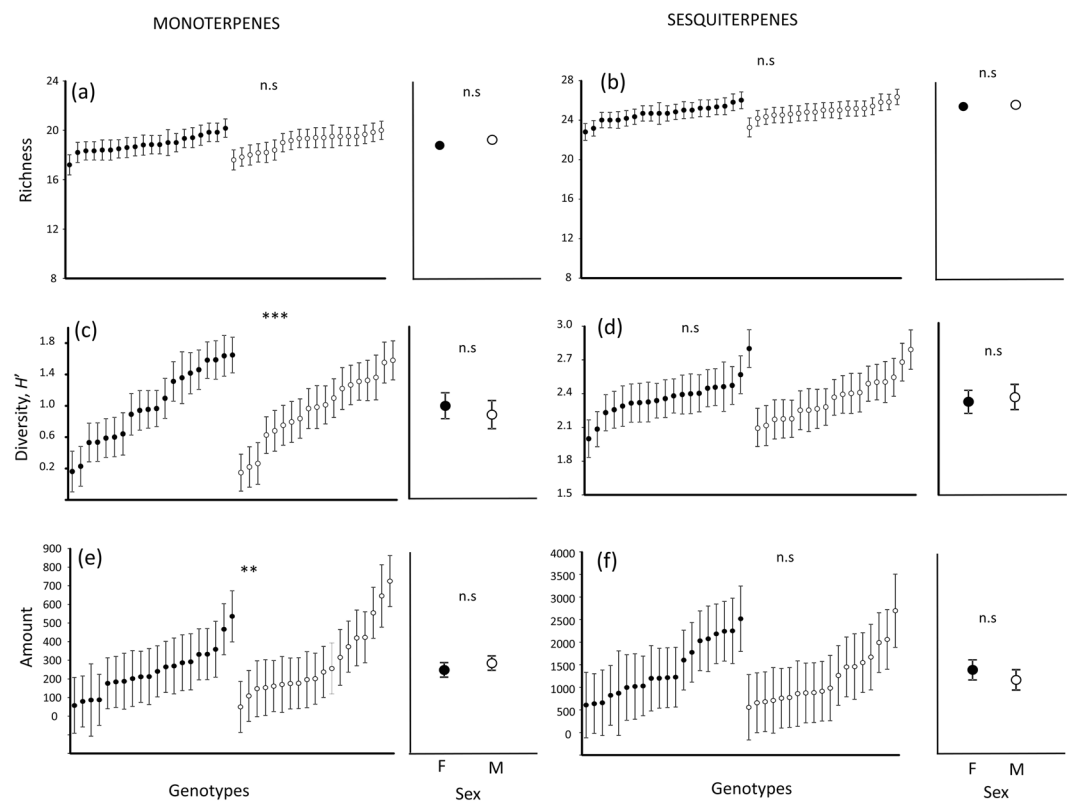 MONOTERPENES
SESQUITERPENES
(a)
n.s
n.s
24
20
16
12
8
Richness
(b)
n.s
n.s
28
24
20
16
12
8
(c)
***
n.s
1.8
1.4
1.0
0.6
0.2
Diversity, H'
(d)
n.s
n.s
3.0
2.7
2.4
2.1
1.8
1.5
(e)
**
n.s
900
800
700
600
500
400
300
200
100
0
Amount
Genotypes
F M
Sex
(f)
n.s
n.s
4000
3500
3000
2500
2000
1500
1000
500
0
Genotypes
F M
Sex